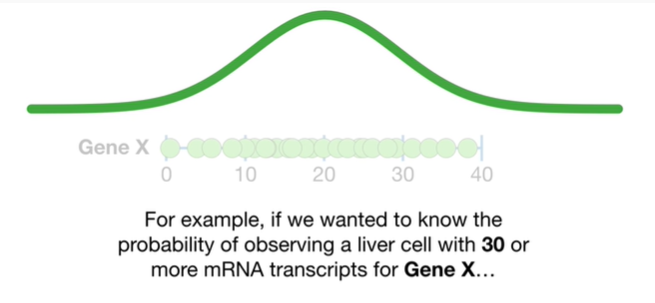 Gene X
0 10 20 30 40
For example, if we wanted to know the
probability of observing a liver cell with 30 or
more mRNA transcripts for Gene X...